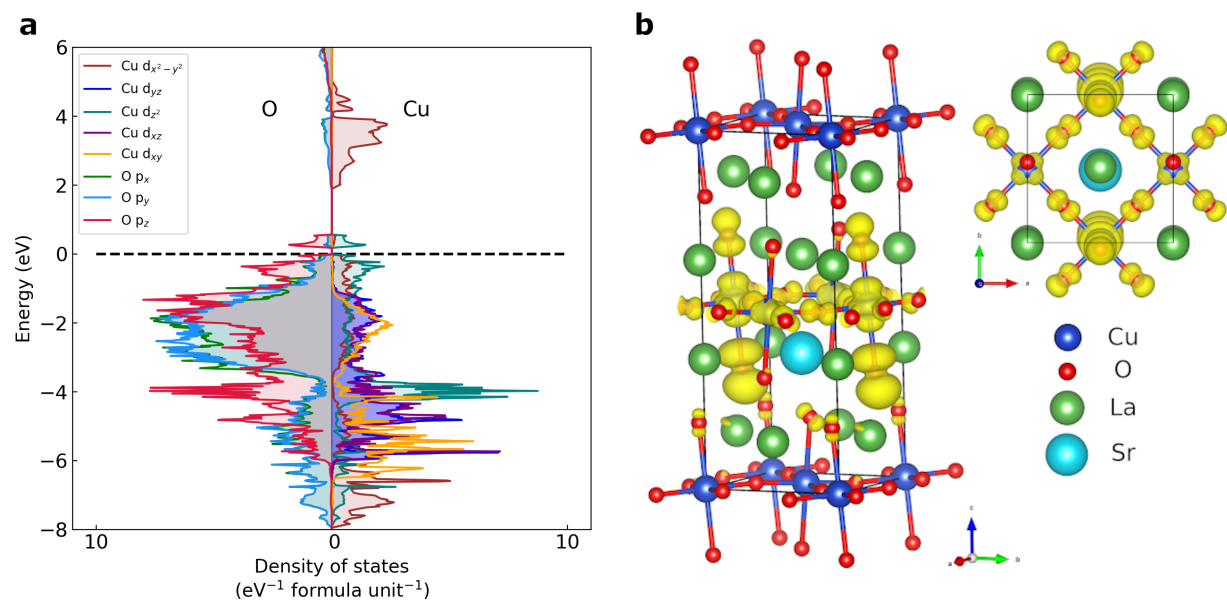 a
6
4
2
0
−2
−4
−6
−8
Energy (eV)
Cu d$_{x^2-y^2}$
Cu d$_{yz}$
Cu d$_{z^2}$
Cu d$_{xz}$
Cu d$_{xy}$
O p$_x$
O p$_y$
O p$_z$
O
Cu
10
0
10
Density of states
(eV⁻¹ formula unit⁻¹)
b
b
a
Cu
O
La
Sr
c
a
b